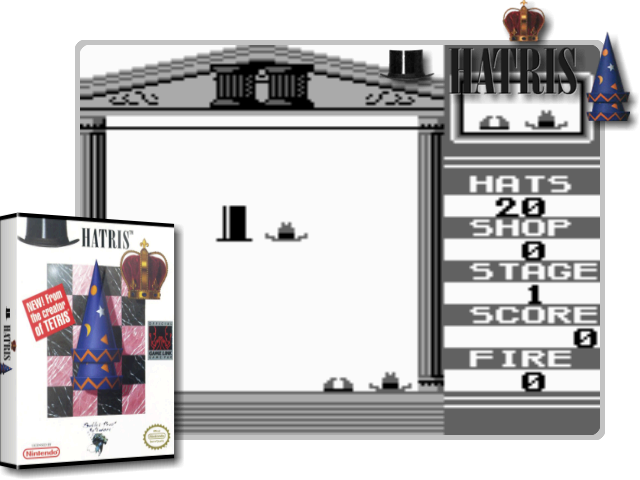 HATRIS
HATS
20
SHOP
0
STAGE
1
SCORE
0
FIRE
0
HATRIS™
NEW! From
the creator
of TETRIS
GAME LINK
Nintendo
HATRIS